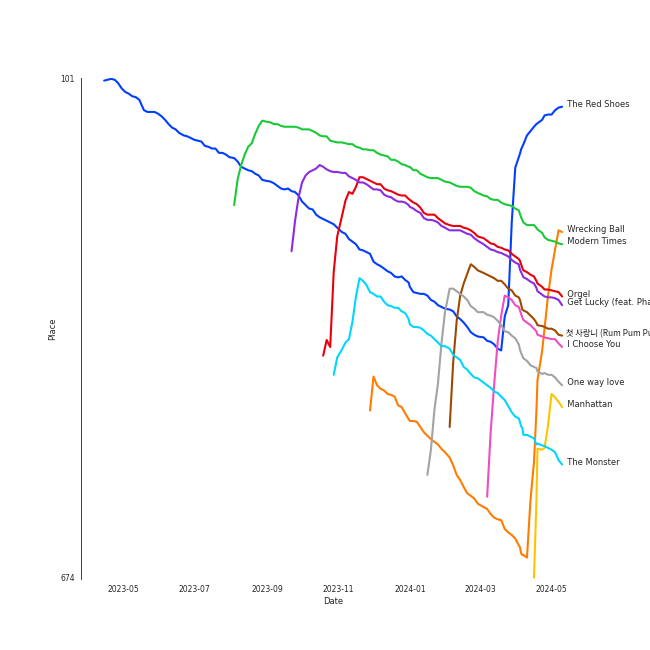 101
The Red Shoes
Wrecking Ball
Modern Times
Orgel
Get Lucky (feat.
Place
첫 사랑니 (Rum Pum
I Choose You
One way love
Manhattan
The Monster
674
2023-05 2023-07 2023-09 2023-11 2024-01 2024-03 2024-05
Date